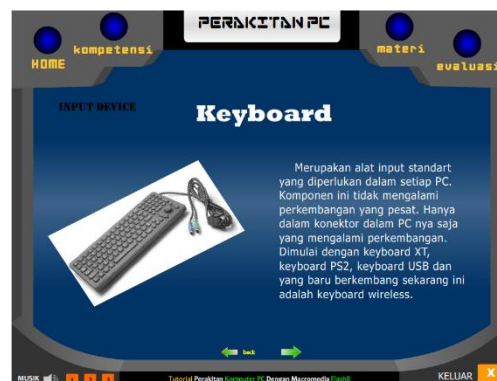 PERAKITAN PC
HOME
kompetensi
materi
evaluasi
INPUT DEVICE
Keyboard
Merupakan alat input standart
yang diperlukan dalam setiap PC.
Komponen ini tidak mengalami
perkembangan yang pesat. Hanya
dalam konektor dalam PC nya saja
yang mengalami perkembangan.
Dimulai dengan keyboard XT,
keyboard PS2, keyboard USB dan
yang baru berkembang sekarang ini
adalah keyboard wireless.
back
MUSIK 1 2 3
Tutorial Perakitan Komputer PC Dengan Macromedia Flash8
KELUAR X